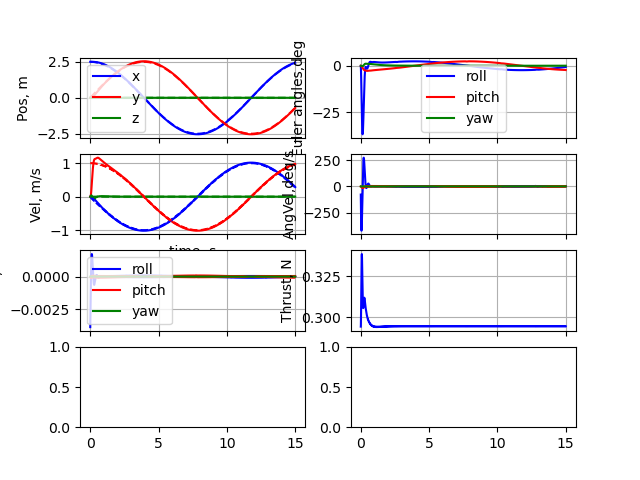 2.5
0.0
−2.5
Pos, m
x
y
z
0
−25
Euler angles,deg
roll
pitch
yaw
1
0
−1
Vel, m/s
time, s
250
0
−250
AngVel,deg/s
0.0000
−0.0025
roll
pitch
yaw
0.325
0.300
Thrust, N
1.0
0.5
0.0
0 5 10 15
1.0
0.5
0.0
0 5 10 15